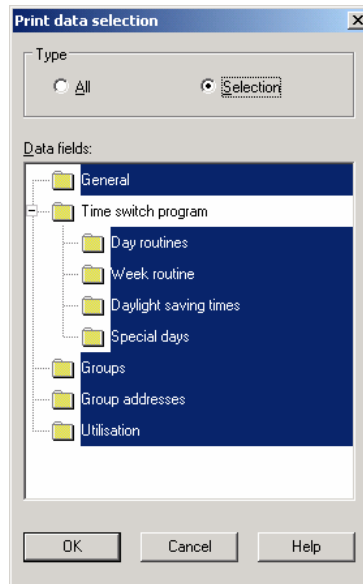 Print data selection
Type
All
Selection
Data fields:
General
Time switch program
Day routines
Week routine
Daylight saving times
Special days
Groups
Group addresses
Utilisation
OK
Cancel
Help